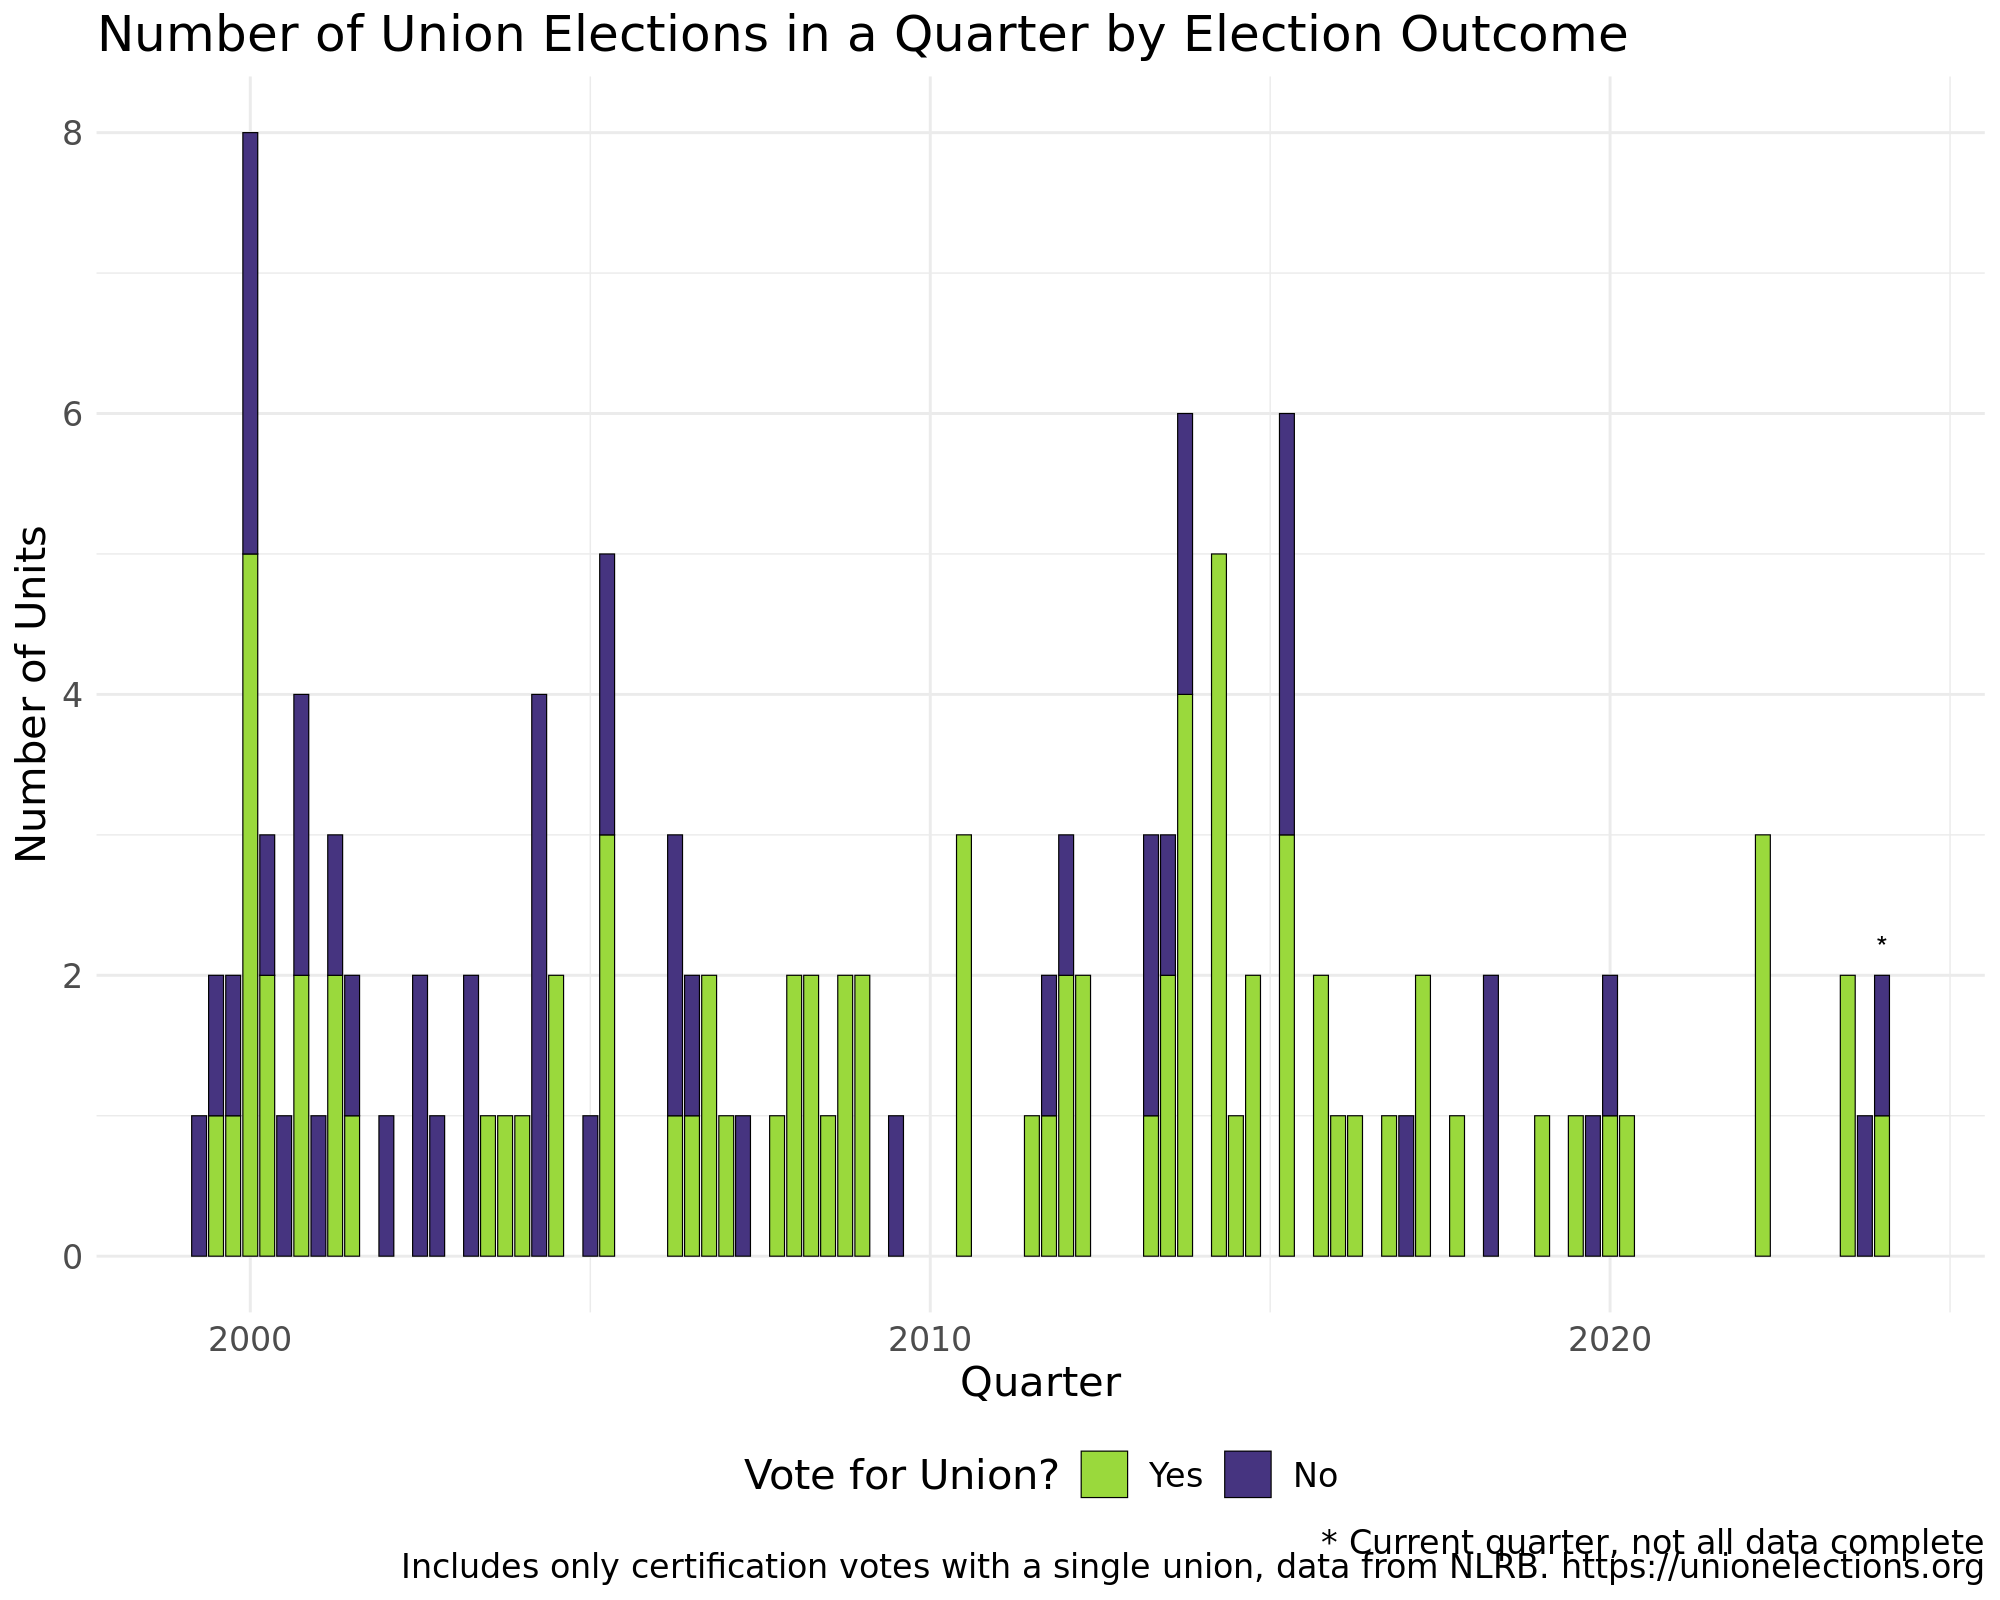 Number of Union Elections in a Quarter by Election Outcome
8
6
4
2
0
Number of Units
*
2000 2010 2020
Quarter
Vote for Union? Yes No
* Current quarter, not all data complete
Includes only certification votes with a single union, data from NLRB. https://unionelections.org